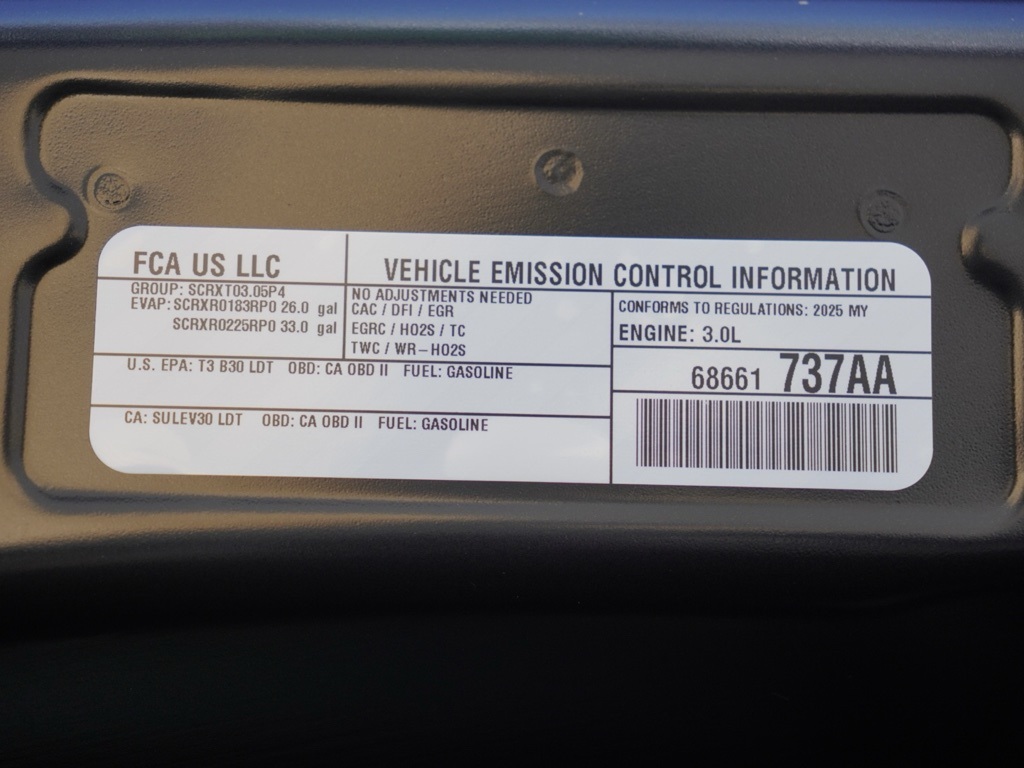 FCA US LLC
VEHICLE EMISSION CONTROL INFORMATION
GROUP: SCRXT03.05P4
EVAP: SCRXR0183RP0 26.0 gal
SCRXR0225RP0 33.0 gal
NO ADJUSTMENTS NEEDED
CAC / DFI / EGR
EGRC / HO2S / TC
TWC / WR-HO2S
CONFORMS TO REGULATIONS: 2025 MY
ENGINE: 3.0L
U.S. EPA: T3 B30 LDT OBD: CA OBD II FUEL: GASOLINE
68661 737AA
CA: SULEV30 LDT OBD: CA OBD II FUEL: GASOLINE